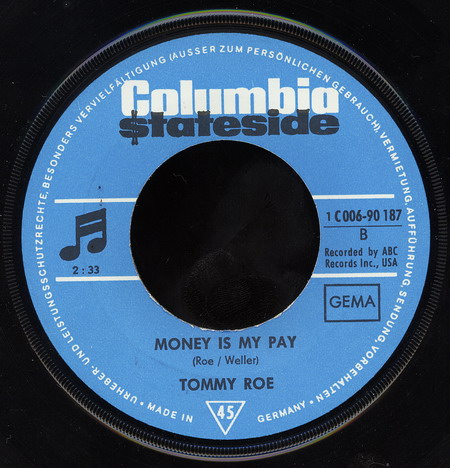 URHEBER- UND LEISTUNGSSCHUTZRECHTE, BESONDERS VERVIELFÄLTIGUNG (AUSSER ZUM PERSÖNLICHEN GEBRAUCH), VERMIETUNG, AUFFÜHRUNG, SENDUNG, VORBEHALTEN
Columbia
$tateside
1 C 006-90 187
B
2:33
Recorded by ABC
Records Inc., USA
GEMA
MONEY IS MY PAY
(Roe / Weller)
TOMMY ROE
• MADE IN
45
GERMANY •